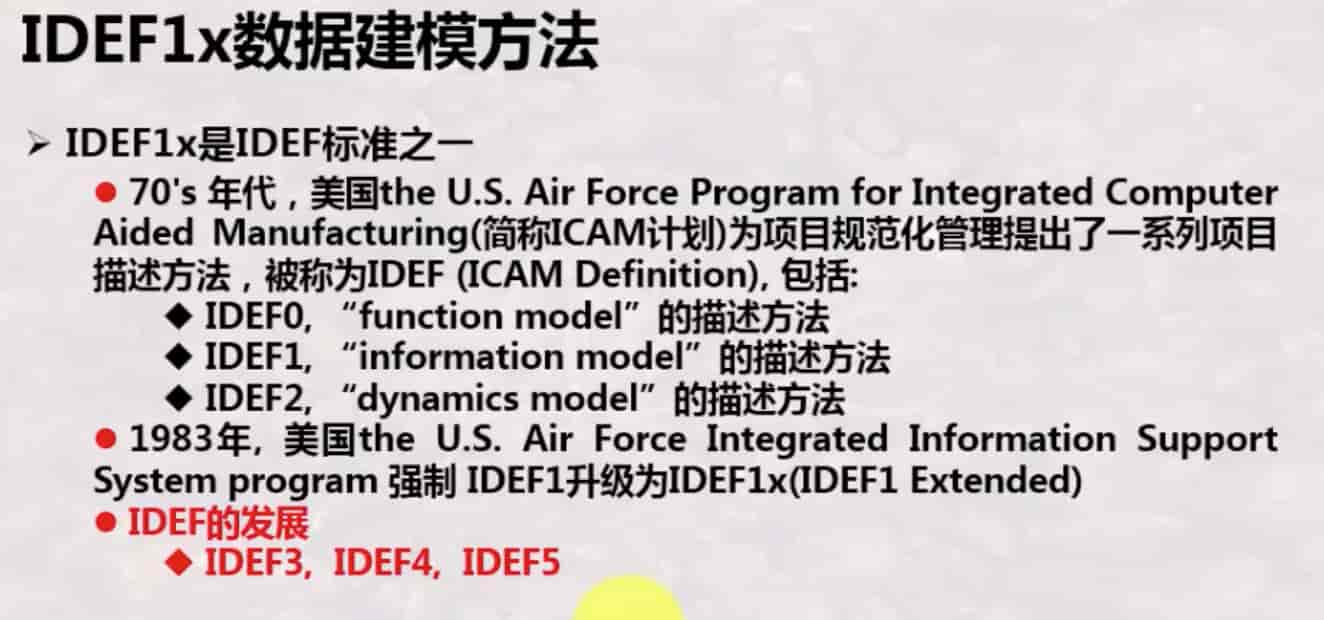 IDEF1x数据建模方法
➢ IDEF1x是IDEF标准之一
● 70's 年代，美国the U.S. Air Force Program for Integrated Computer
Aided Manufacturing(简称ICAM计划)为项目规范化管理提出了一系列项目
描述方法，被称为IDEF (ICAM Definition), 包括:
◆ IDEF0, “function model”的描述方法
◆ IDEF1, “information model”的描述方法
◆ IDEF2, “dynamics model”的描述方法
● 1983年, 美国the U.S. Air Force Integrated Information Support
System program 强制 IDEF1升级为IDEF1x(IDEF1 Extended)
● IDEF的发展
◆ IDEF3, IDEF4, IDEF5